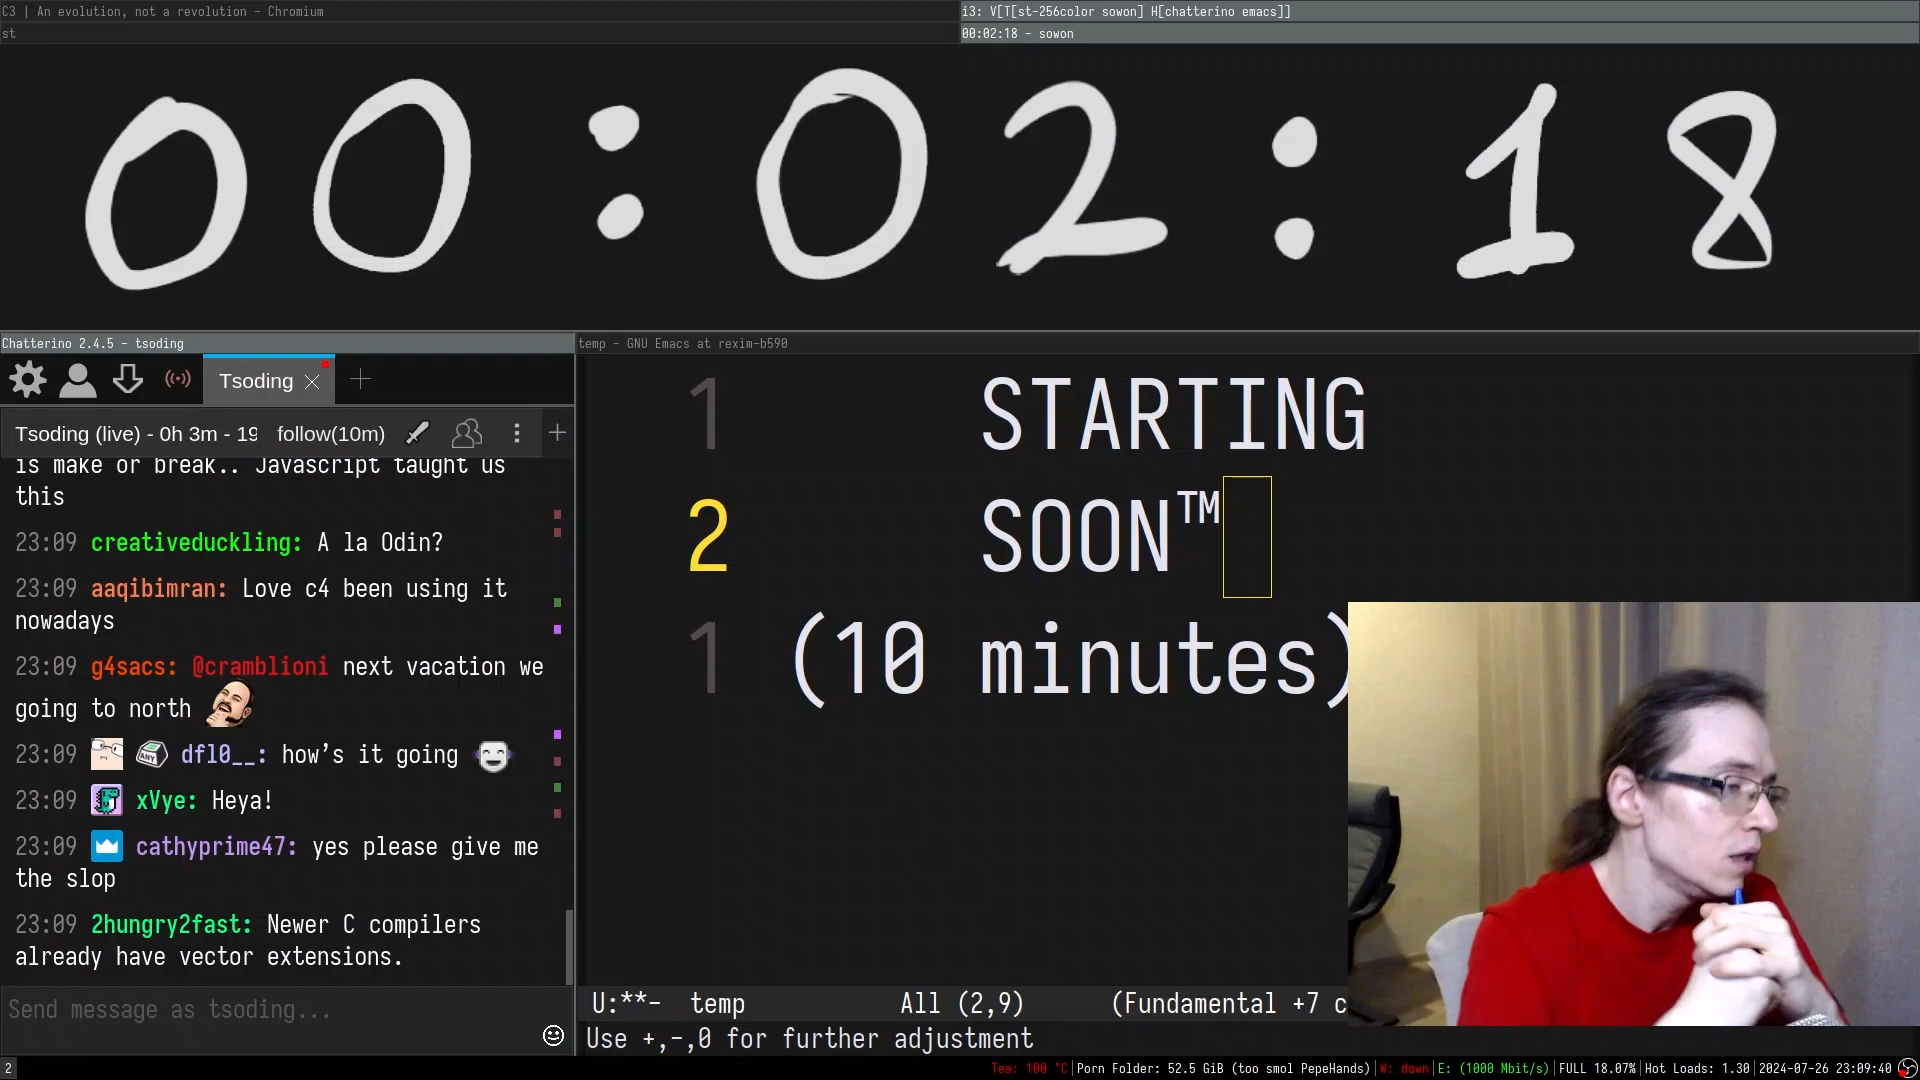 C3 | An evolution, not a revolution - Chromium
i3: V[T[st-256color sowon] H[chatterino emacs]]
st
00:02:18 - sowon
00:02:18
Chatterino 2.4.5 - tsoding
temp - GNU Emacs at rexim-b590
Tsoding
Tsoding (live) - 0h 3m - 19
follow(10m)
is make or break.. Javascript taught us
this
23:09 creativeduckling: A la Odin?
23:09 aaqibimran: Love c4 been using it
nowadays
23:09 g4sacs: @cramblioni next vacation we
going to north
23:09 ANY dfl0__: how’s it going
23:09 xVye: Heya!
23:09 cathyprime47: yes please give me
the slop
23:09 2hungry2fast: Newer C compilers
already have vector extensions.
Send message as tsoding...
1 STARTING
2 SOON™
1 (10 minutes)
U:**- temp All (2,9) (Fundamental +7 c
Use +,-,0 for further adjustment
2
Tea: 100 °C|Porn Folder: 52.5 GiB (too smol PepeHands)|W: down|E: (1000 Mbit/s)|FULL 18.07%|Hot Loads: 1.30|2024-07-26 23:09:40